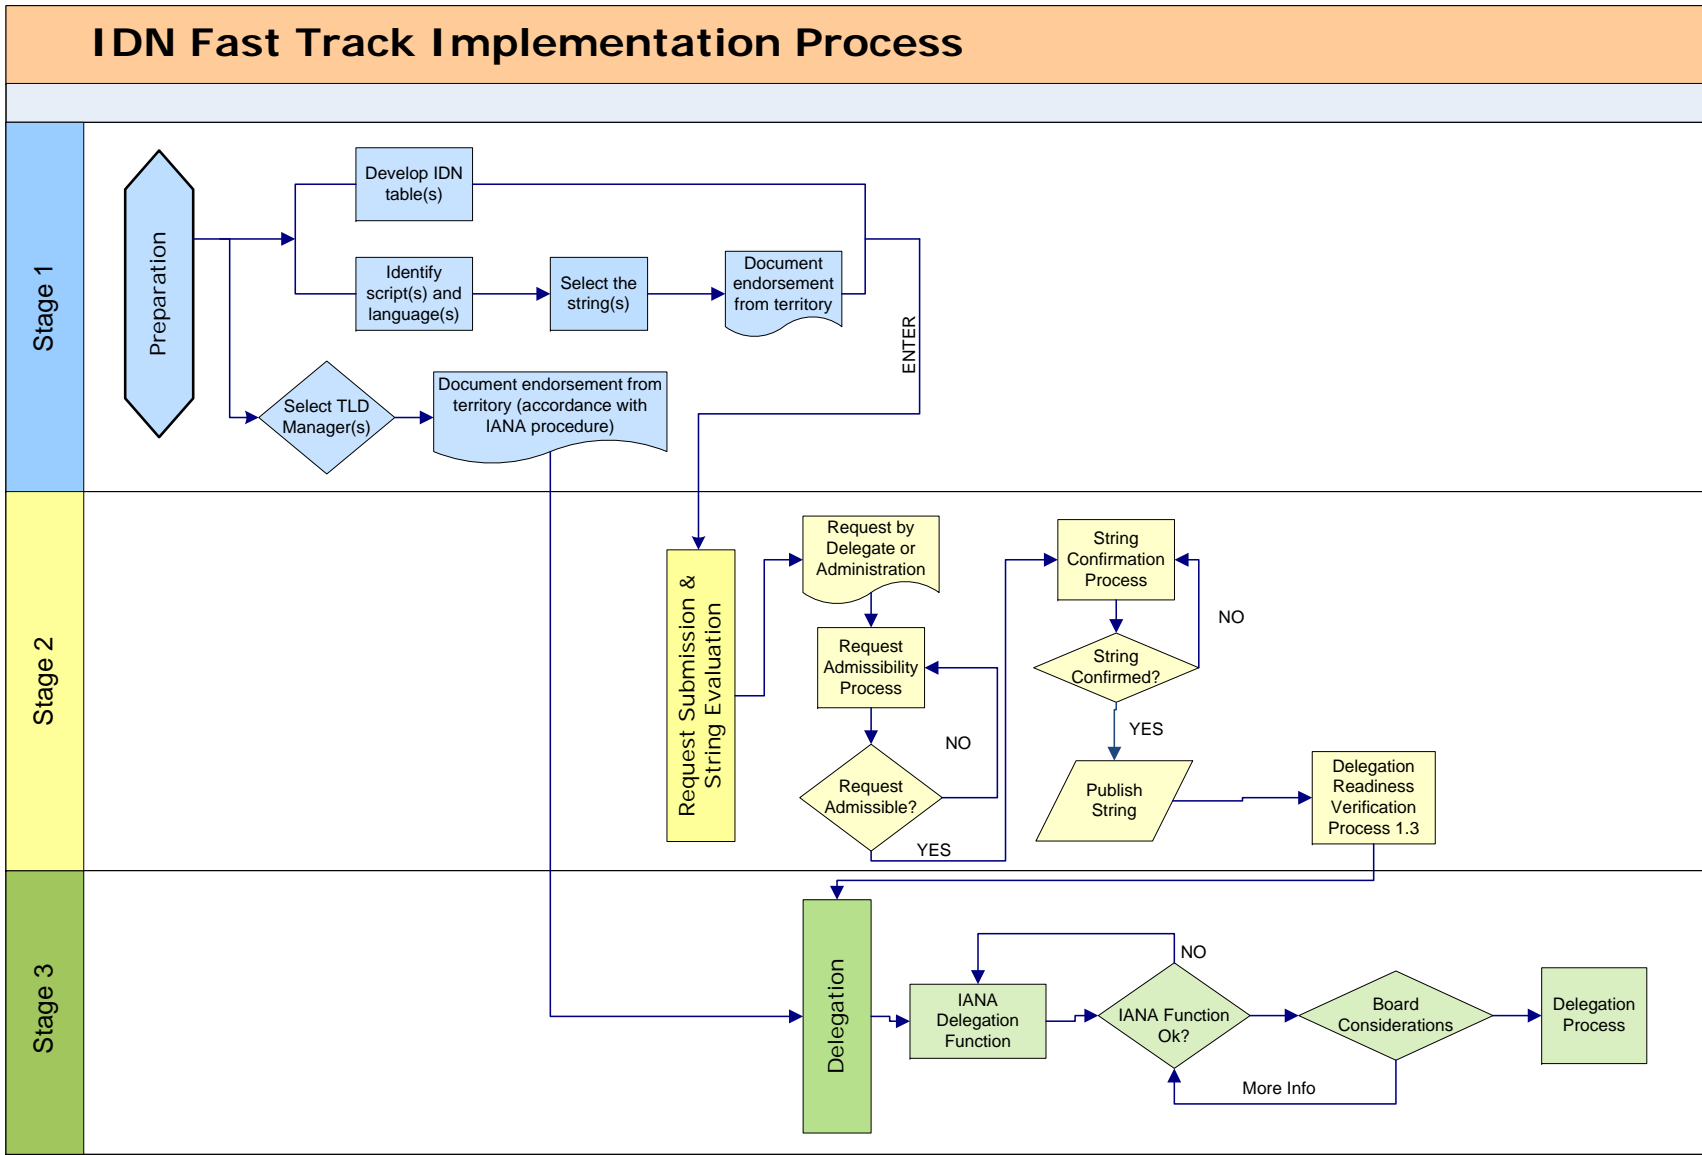 IDN Fast Track Implementation Process
Stage 1
Preparation
Develop IDN
table(s)
Identify
script(s) and
language(s)
Select the
string(s)
Document
endorsement
from territory
ENTER
Select TLD
Manager(s)
Document endorsement from
territory (accordance with
IANA procedure)
Stage 2
Request Submission &
String Evaluation
Request by
Delegate or
Administration
Request
Admissibility
Process
NO
Request
Admissible?
YES
String
Confirmation
Process
NO
String
Confirmed?
YES
Publish
String
Delegation
Readiness
Verification
Process 1.3
Stage 3
Delegation
IANA
Delegation
Function
NO
IANA Function
Ok?
Board
Considerations
More Info
Delegation
Process